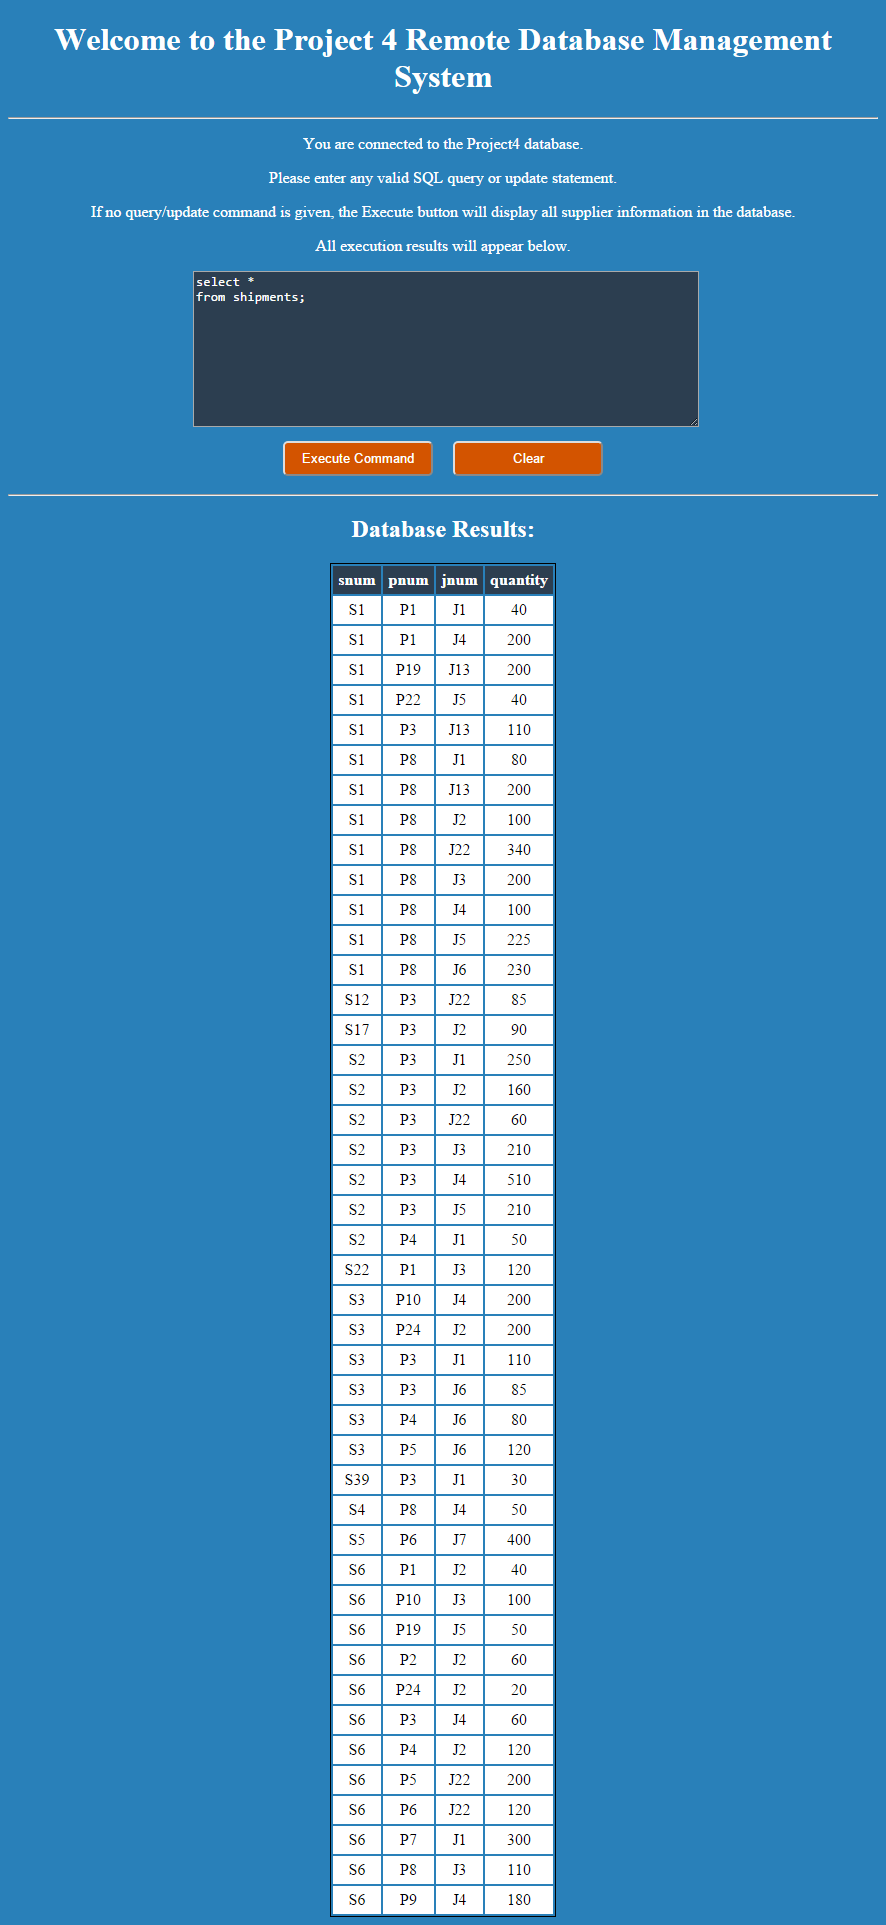 Welcome to the Project 4 Remote Database Management
System
You are connected to the Project4 database.
Please enter any valid SQL query or update statement.
If no query/update command is given, the Execute button will display all supplier information in the database.
All execution results will appear below.
select *
from shipments;
Execute Command Clear
Database Results:
snum pnum jnum quantity
S1 P1 J1 40
S1 P1 J4 200
S1 P19 J13 200
S1 P22 J5 40
S1 P3 J13 110
S1 P8 J1 80
S1 P8 J13 200
S1 P8 J2 100
S1 P8 J22 340
S1 P8 J3 200
S1 P8 J4 100
S1 P8 J5 225
S1 P8 J6 230
S12 P3 J22 85
S17 P3 J2 90
S2 P3 J1 250
S2 P3 J2 160
S2 P3 J22 60
S2 P3 J3 210
S2 P3 J4 510
S2 P3 J5 210
S2 P4 J1 50
S22 P1 J3 120
S3 P10 J4 200
S3 P24 J2 200
S3 P3 J1 110
S3 P3 J6 85
S3 P4 J6 80
S3 P5 J6 120
S39 P3 J1 30
S4 P8 J4 50
S5 P6 J7 400
S6 P1 J2 40
S6 P10 J3 100
S6 P19 J5 50
S6 P2 J2 60
S6 P24 J2 20
S6 P3 J4 60
S6 P4 J2 120
S6 P5 J22 200
S6 P6 J22 120
S6 P7 J1 300
S6 P8 J3 110
S6 P9 J4 180